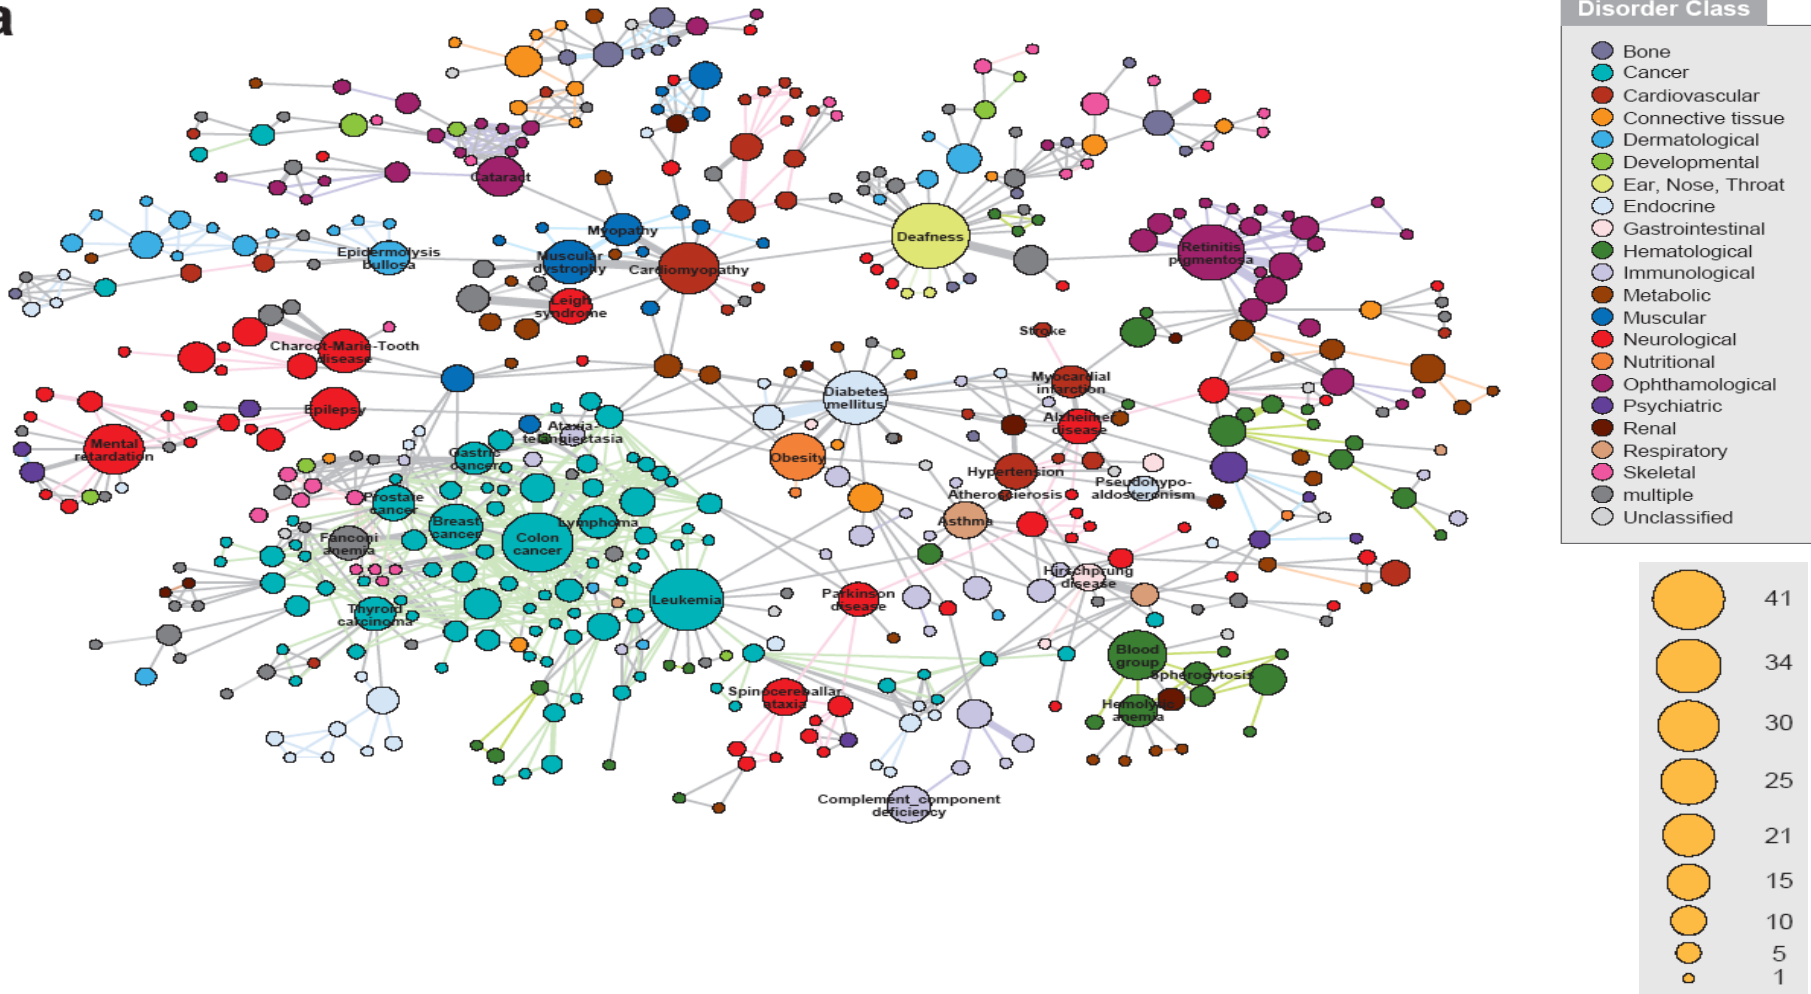 a
Disorder Class
Bone
Cancer
Cardiovascular
Connective tissue
Dermatological
Developmental
Ear, Nose, Throat
Endocrine
Gastrointestinal
Hematological
Immunological
Metabolic
Muscular
Neurological
Nutritional
Ophthamological
Psychiatric
Renal
Respiratory
Skeletal
multiple
Unclassified
41
34
30
25
21
15
10
5
1
Cataract
Myopathy
Epidermolysis
bullosa
Muscular
dystrophy
Cardiomyopathy
Deafness
Retinitis
pigmentosa
Leigh
syndrome
Charcot-Marie-Tooth
disease
Stroke
Myocardial
infarction
Diabetes
mellitus
Epilepsy
Alzheimer
disease
Mental
retardation
Ataxia-
telangiectasia
Gastric
cancer
Obesity
Hypertension
Pseudohypo-
aldosteronism
Atherosclerosis
Prostate
cancer
Breast
cancer
Lymphoma
Colon
cancer
Asthma
Fanconi
anemia
Hirschprung
disease
Leukemia
Parkinson
disease
Thyroid
carcinoma
Blood
group
Spherocytosis
Spinocereballar
ataxia
Hemolytic
anemia
Complement_component
deficiency